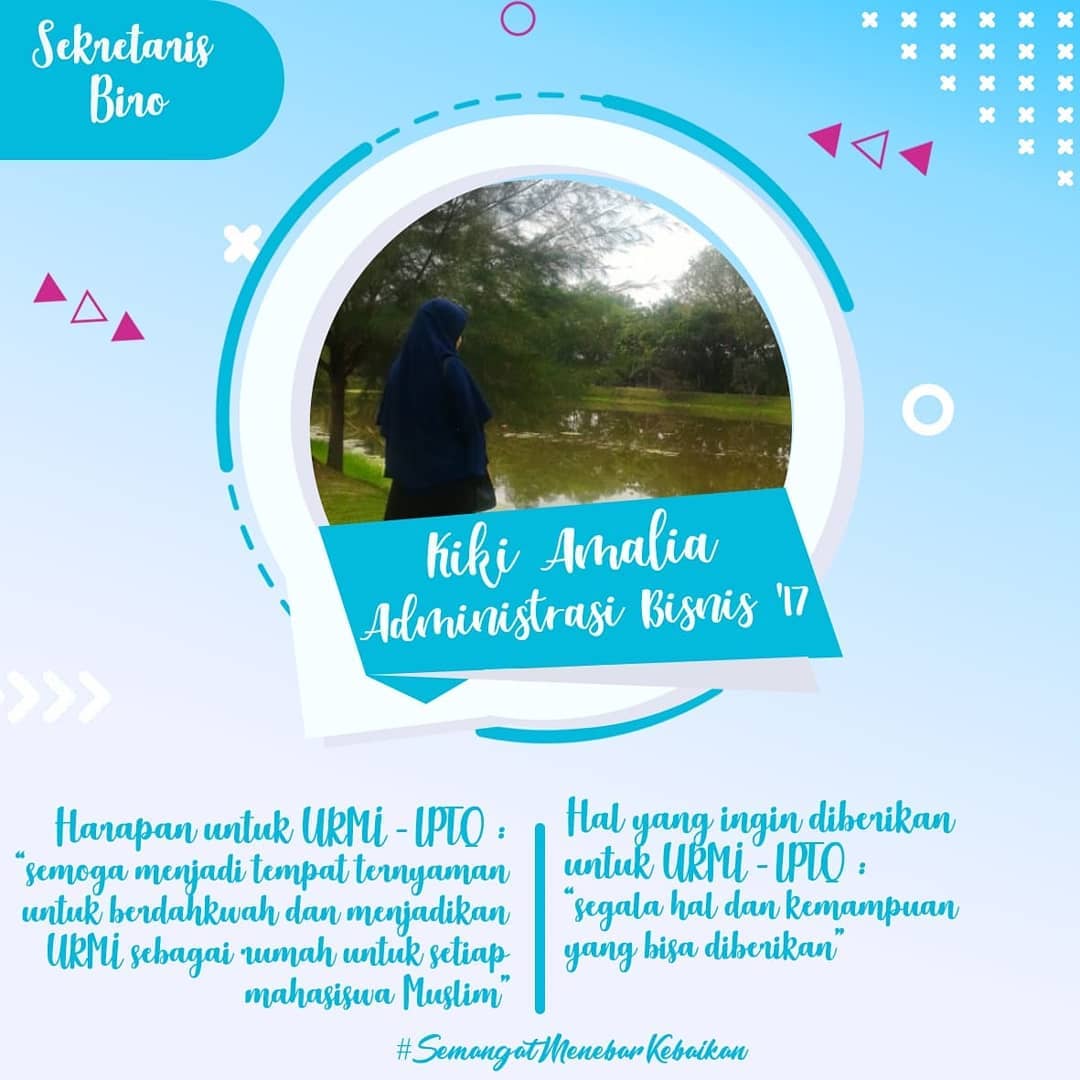 Sekretaris
Biro
Kiki Amalia
Administrasi Bisnis '17
Harapan untuk URMI - LPTQ :
"semoga menjadi tempat ternyaman
untuk berdahkwah dan menjadikan
URMI sebagai rumah untuk setiap
mahasiswa Muslim"
Hal yang ingin diberikan
untuk URMI - LPTQ :
"segala hal dan kemampuan
yang bisa diberikan"
#SemangatMenebarKebaikan